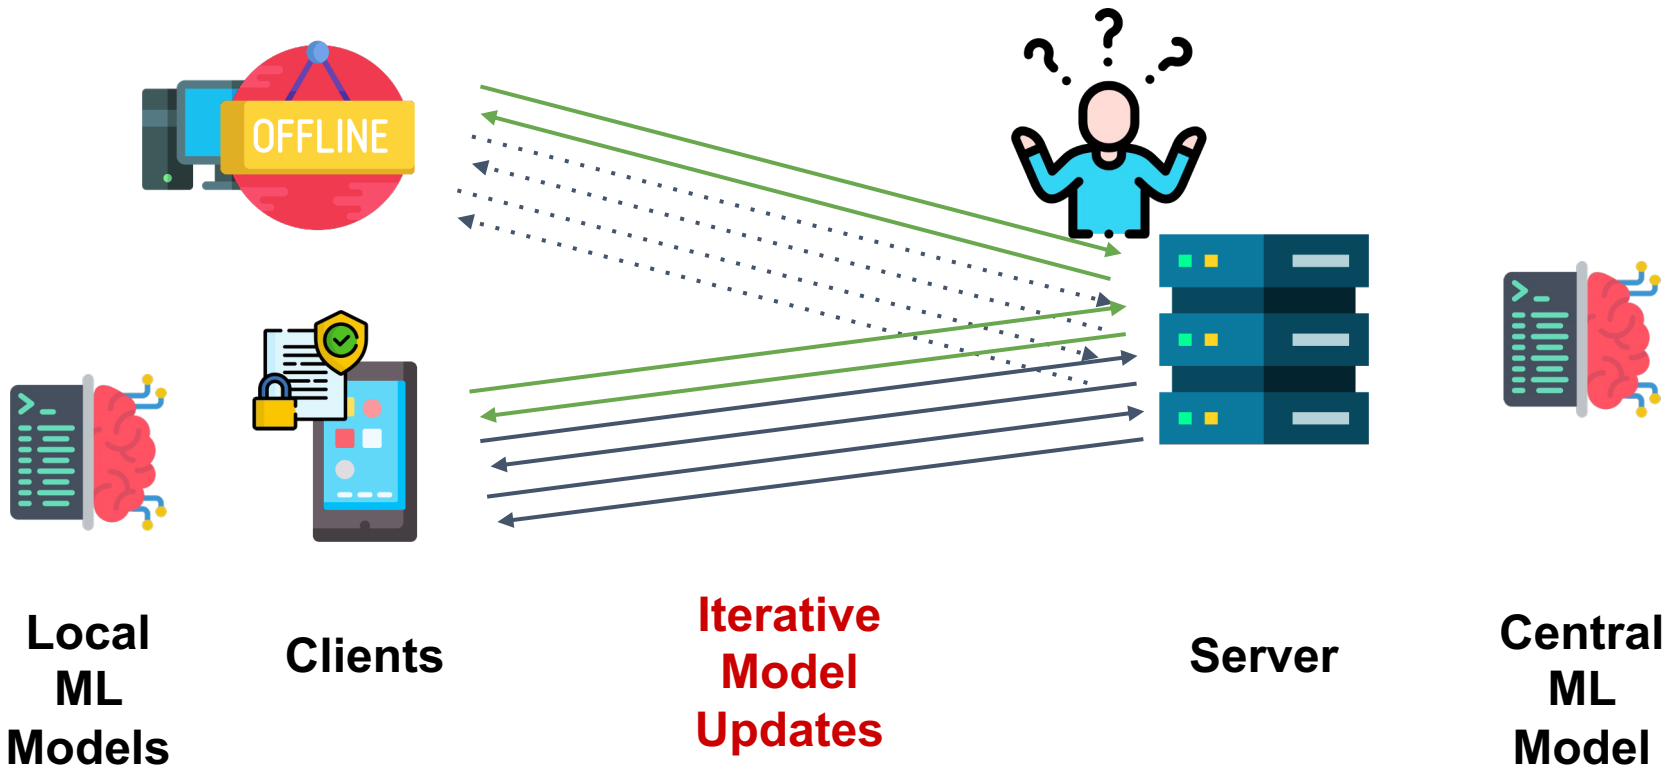 OFFLINE
? ? ?
Local
ML
Models
Clients
Iterative
Model
Updates
Server
Central
ML
Model